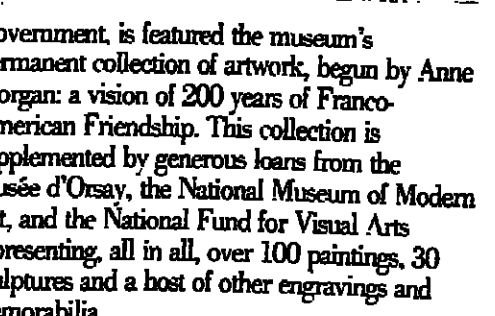 overnment, is featured the museum's
rmanent collection of artwork, begun by Anne
organ: a vision of 200 years of Franco-
merican Friendship. This collection is
pplemented by generous loans from the
usée d'Orsay, the National Museum of Modern
t, and the National Fund for Visual Arts
presenting, all in all, over 100 paintings, 30
ulptures and a host of other engravings and
emorabilia